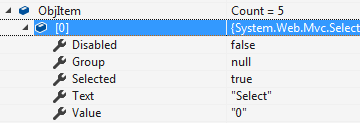 ObjItem Count = 5
[0] {System.Web.Mvc.Select
Disabled false
Group null
Selected true
Text "Select"
Value "0"